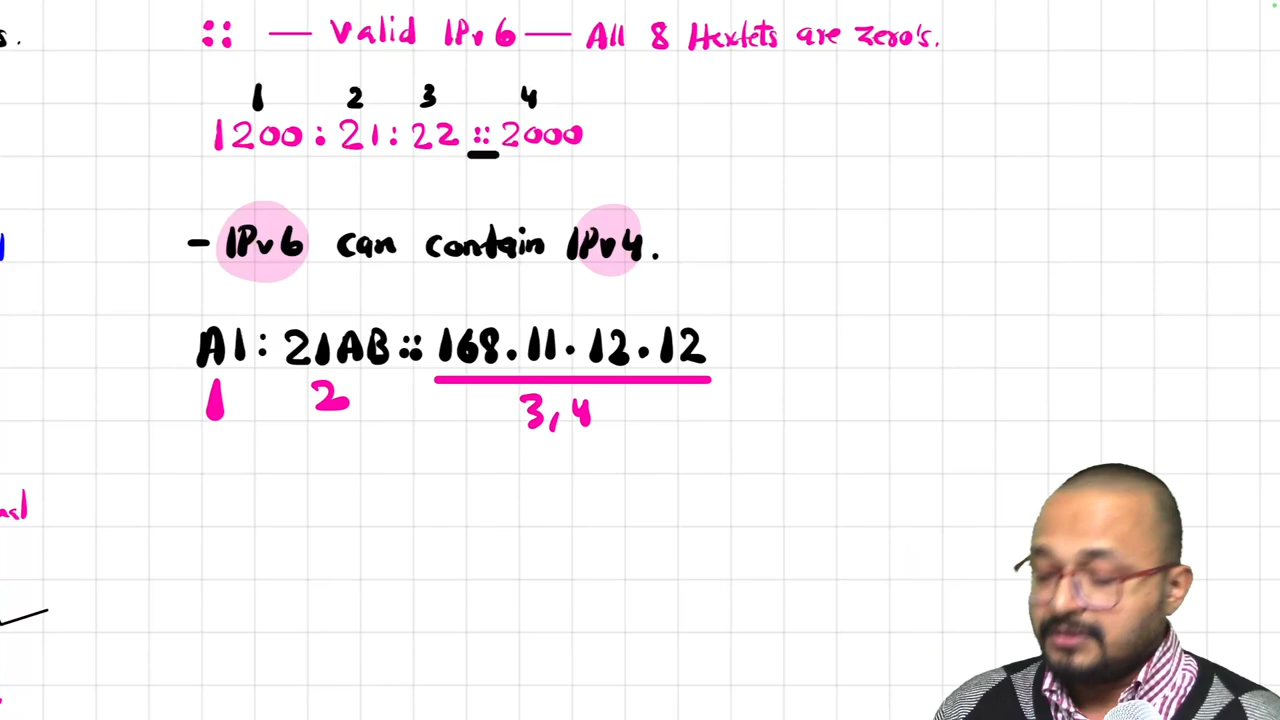 :: — Valid IPv6 — All 8 Hextets are zero's.
1 2 3 4
1200 : 21 : 22 :: 2000
- IPv6 can contain IPv4.
A1 : 21AB :: 168.11.12.12
1 2 3,4